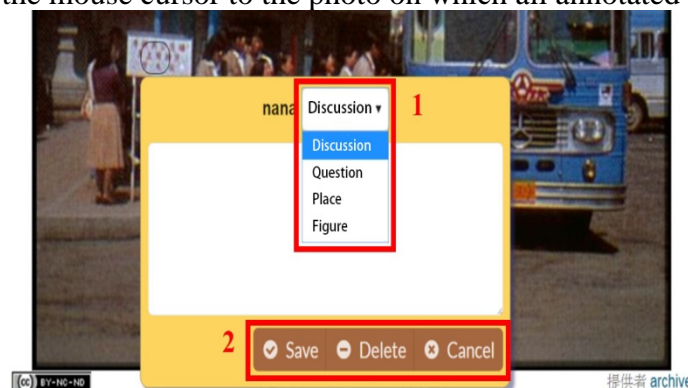 the mouse cursor to the photo on which an annotated
nana Discussion ▾ 1
Discussion
Question
Place
Figure
2 Save Delete Cancel
(cc) BY-NC-ND 提供者 archive